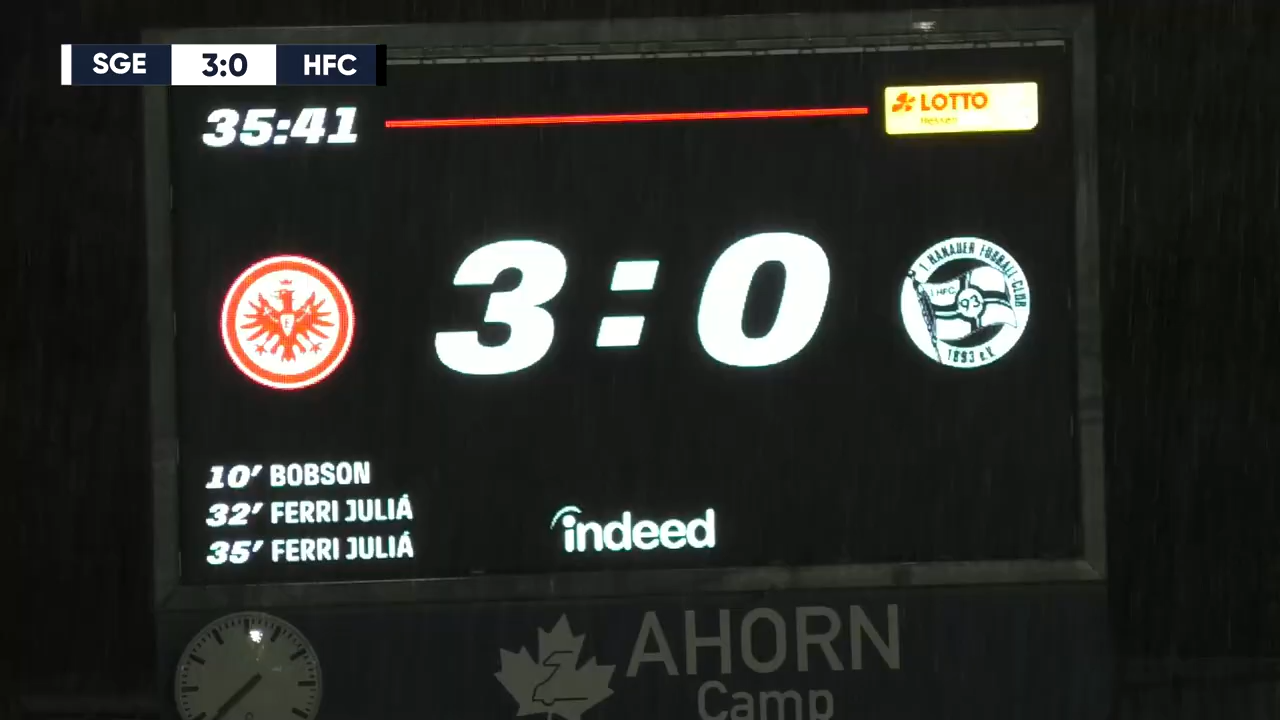 SGE 3:0 HFC
35:41
LOTTO
Hessen
3:0
1 HANAUER FUSSBALL-CLUB
1 HFC
93
1893 e.V.
10' BOBSON
32' FERRI JULIÁ
35' FERRI JULIÁ
indeed
AHORN
Camp